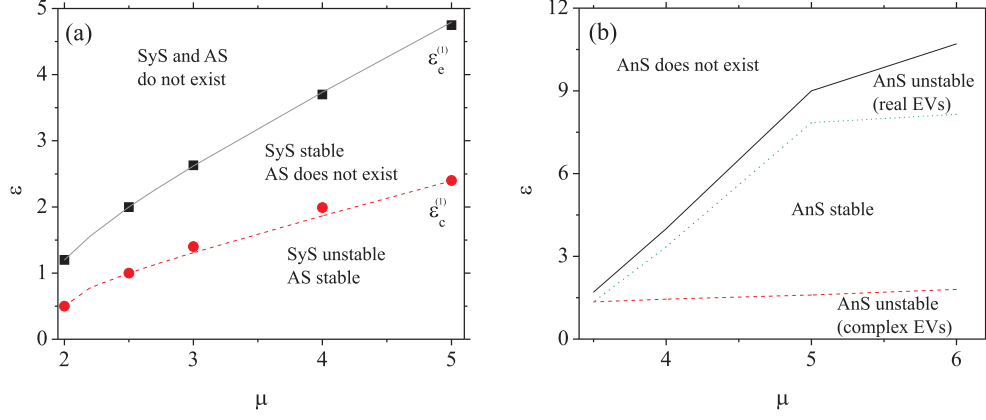 (a)
5
4
3
2
1
0
ε
SyS and AS
do not exist
εe(1)
SyS stable
AS does not exist
εc(1)
SyS unstable
AS stable
2
3
4
5
μ
(b)
12
9
6
3
0
ε
AnS does not exist
AnS unstable
(real EVs)
AnS stable
AnS unstable
(complex EVs)
4
5
6
μ